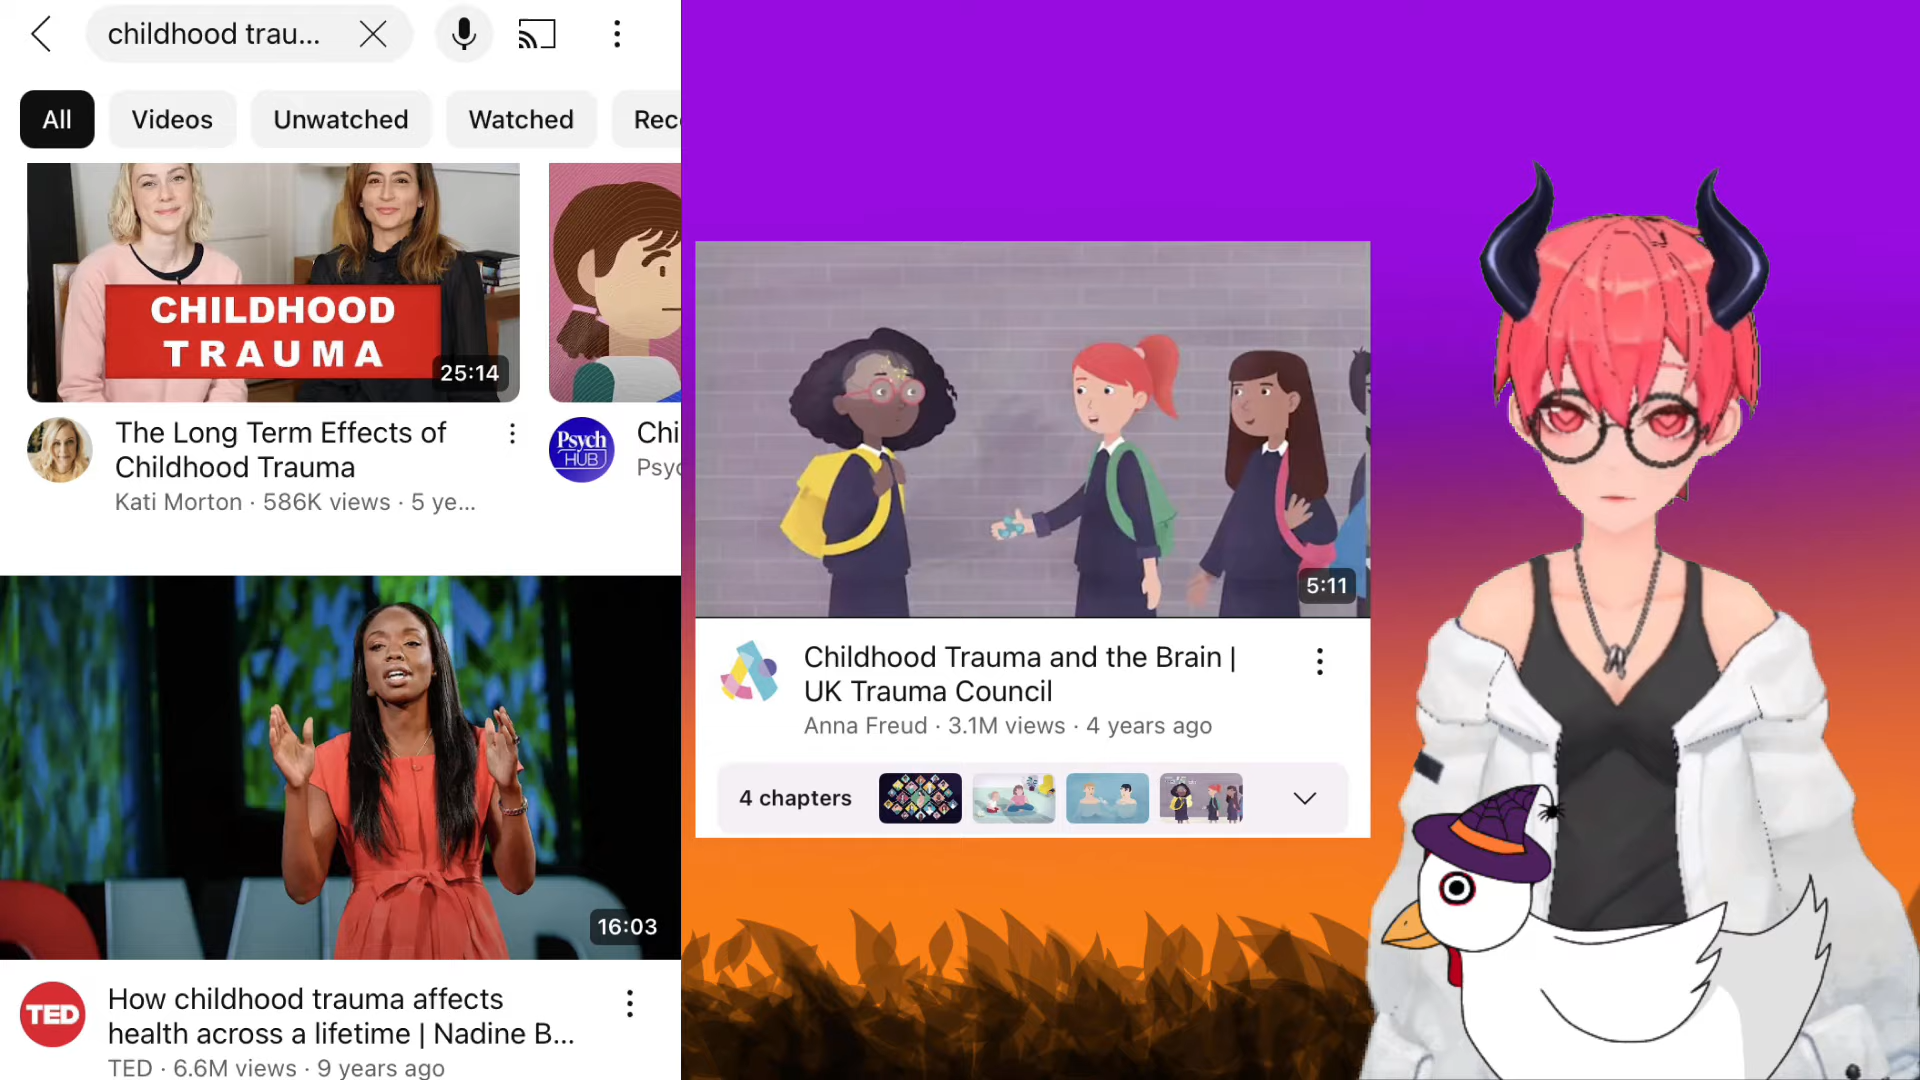 childhood trau...
All
Videos
Unwatched
Watched
Rec
CHILDHOOD
TRAUMA
25:14
The Long Term Effects of
Childhood Trauma
Kati Morton · 586K views · 5 ye...
Psych
HUB
Chi
Psyc
16:03
TED
How childhood trauma affects
health across a lifetime | Nadine B...
TED · 6.6M views · 9 years ago
5:11
Childhood Trauma and the Brain |
UK Trauma Council
Anna Freud · 3.1M views · 4 years ago
4 chapters